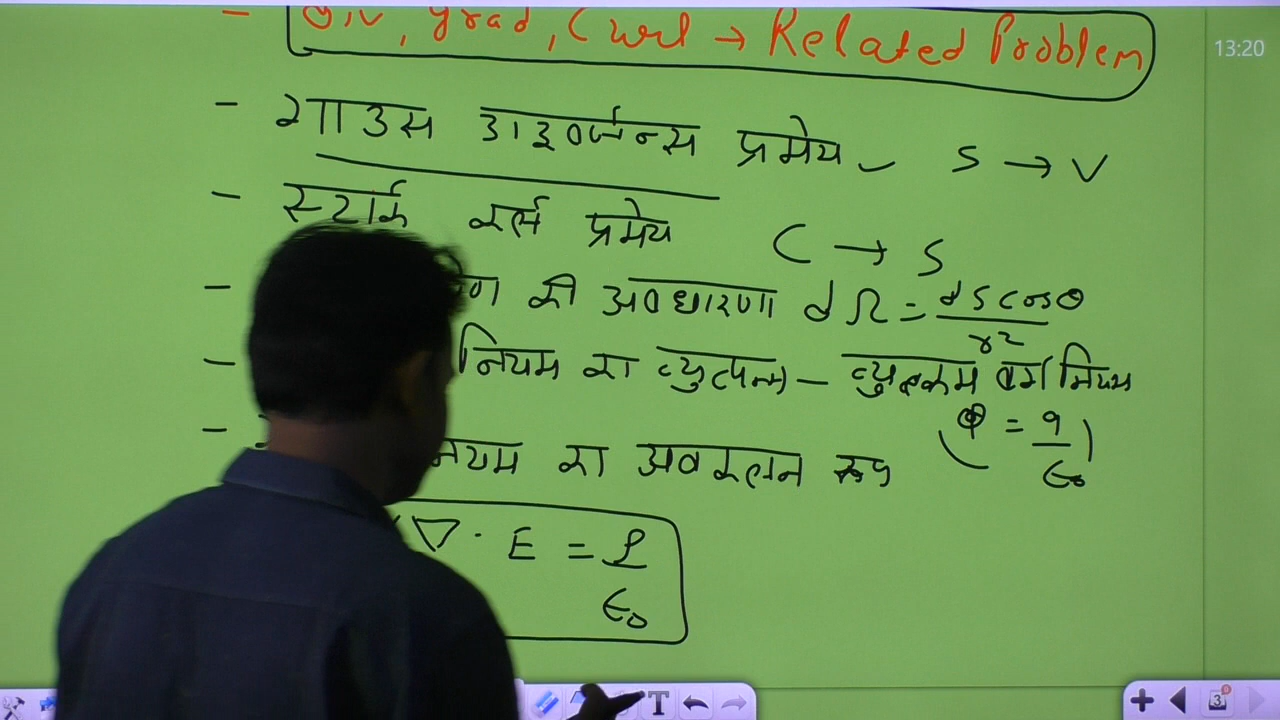 - Div, grad, Curl → Related Problem
13:20
- गाउस डाइवर्जेन्स प्रमेय S → V
- स्टार्क कर्ल प्रमेय C → S
- ण की अवधारणा dΩ = dS cosθ / r²
- नियम का व्युत्पन्न – व्युत्क्रम वर्ग नियम
(Φ = q / ε₀)
- नियम का अवकलन रूप
∇ · E = ρ / ε₀
T
3